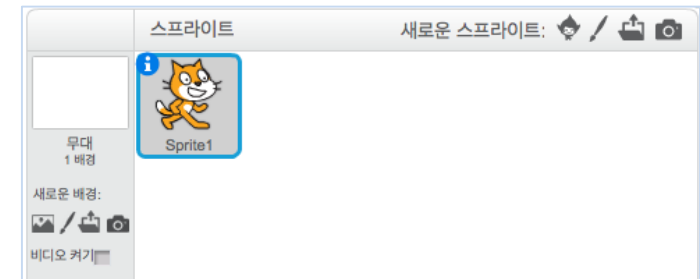 스프라이트
새로운 스프라이트:
Sprite1
무대
1 배경
새로운 배경:
비디오 켜기